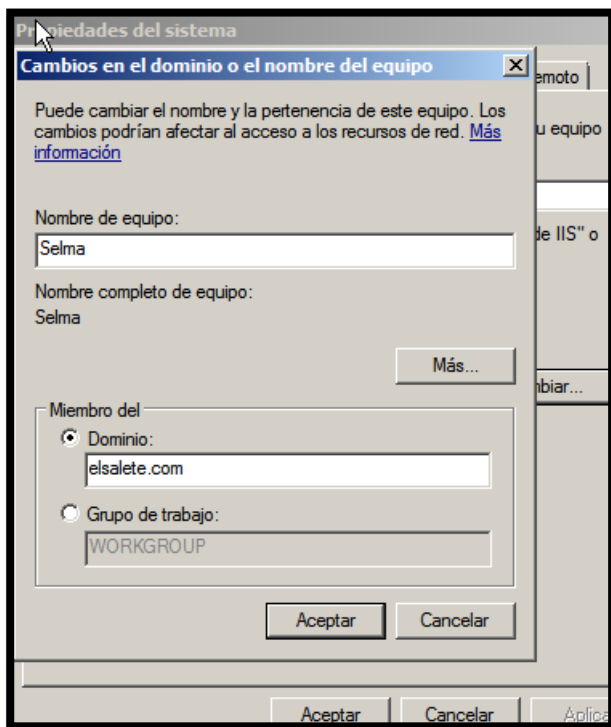 Propiedades del sistema
Cambios en el dominio o el nombre del equipo
emoto
Puede cambiar el nombre y la pertenencia de este equipo. Los
cambios podrían afectar al acceso a los recursos de red. Más
información
u equipo
Nombre de equipo:
Selma
de IIS" o
Nombre completo de equipo:
Selma
Más...
nbiar...
Miembro del
Dominio:
elsalete.com
Grupo de trabajo:
WORKGROUP
Aceptar
Cancelar
Aceptar
Cancelar
Aplica